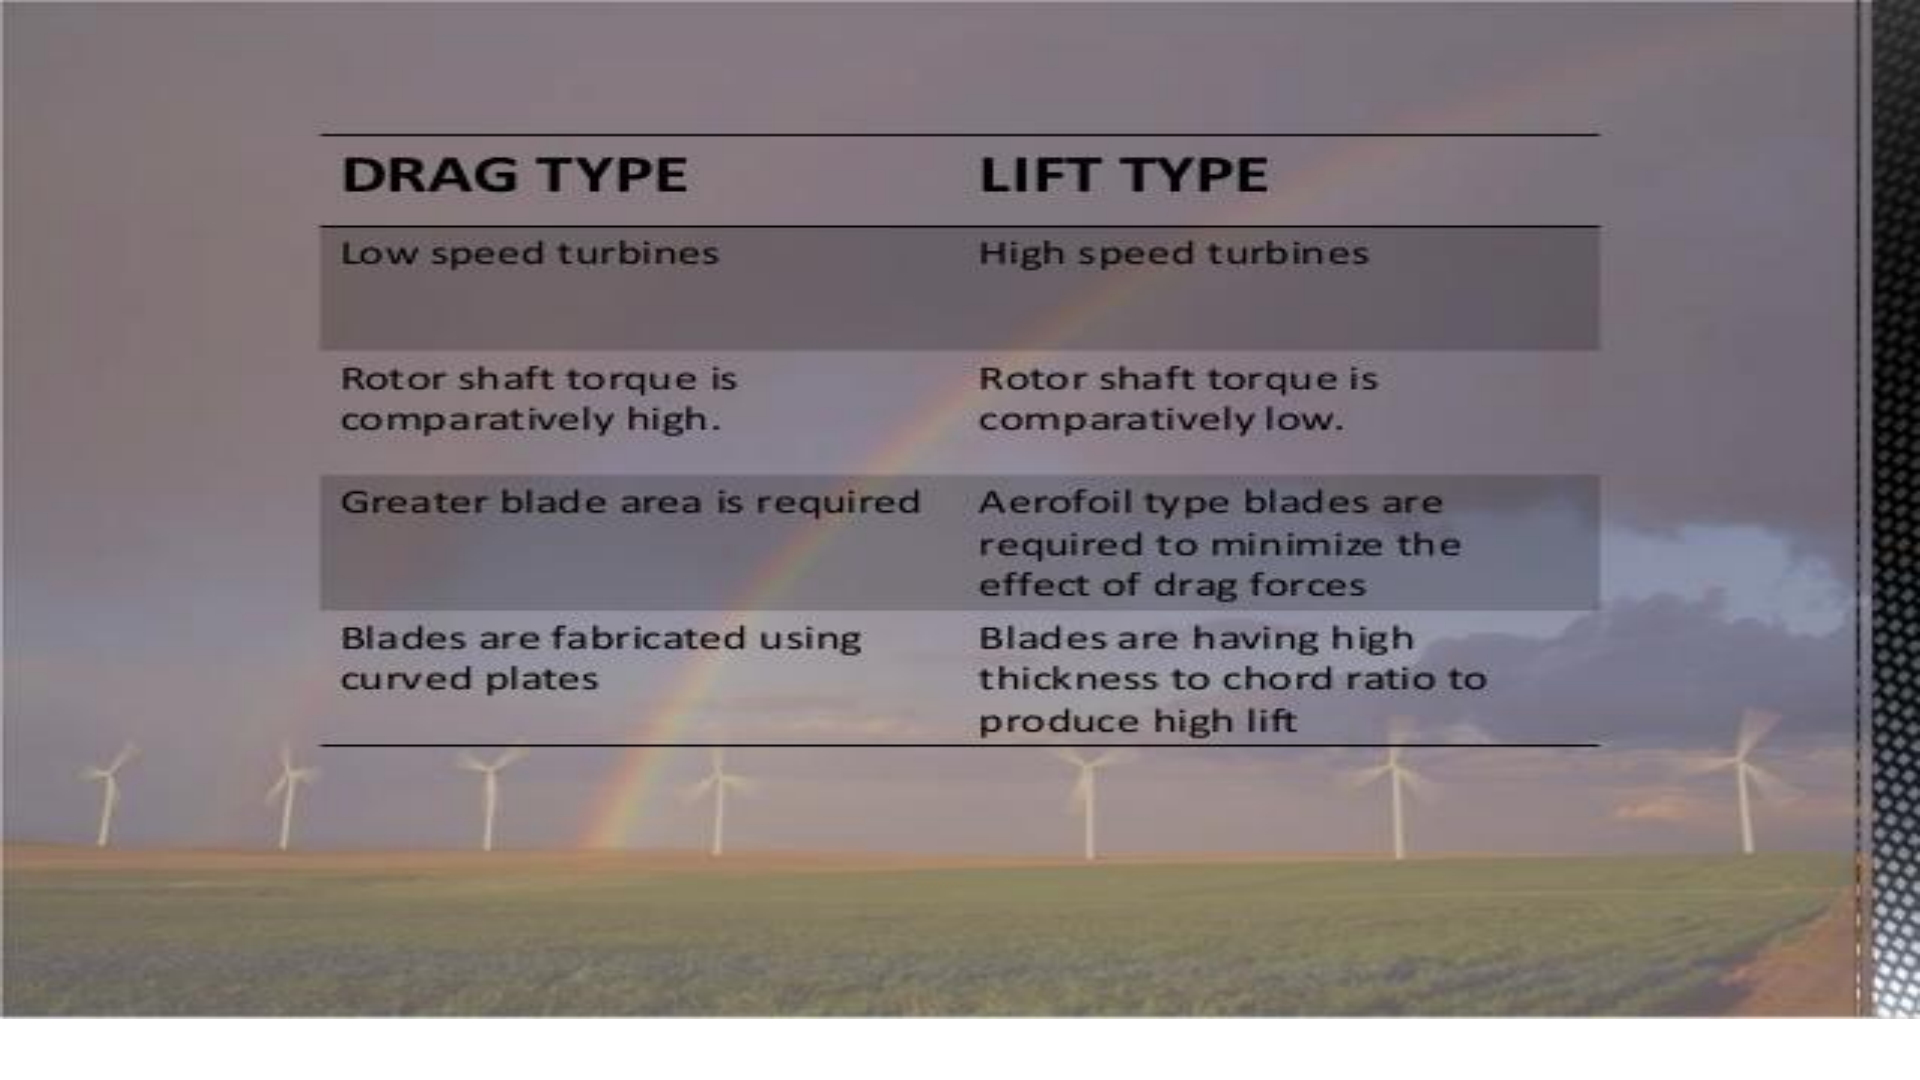 DRAG TYPE
LIFT TYPE
Low speed turbines
High speed turbines
Rotor shaft torque is
comparatively high.
Rotor shaft torque is
comparatively low.
Greater blade area is required
Aerofoil type blades are
required to minimize the
effect of drag forces
Blades are fabricated using
curved plates
Blades are having high
thickness to chord ratio to
produce high lift